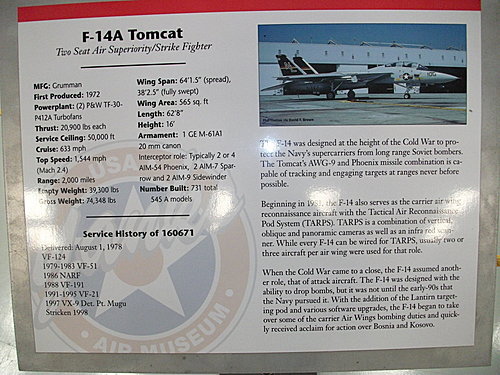 F-14A Tomcat
Two Seat Air Superiority/Strike Fighter
MFG: Grumman
First Produced: 1972
Powerplant: (2) P&W TF-30-
P412A Turbofans
Thrust: 20,900 lbs each
Service Ceiling: 50,000 ft
Cruise: 633 mph
Top Speed: 1,544 mph
(Mach 2.4)
Range: 2,000 miles
Empty Weight: 39,300 lbs
Gross Weight: 74,348 lbs
Wing Span: 64'1.5" (spread),
38'2.5" (fully swept)
Wing Area: 565 sq. ft
Length: 62'8"
Height: 16'
Armament: 1 GE M-61A1
20 mm canon
Interceptor role: Typically 2 or 4
AIM-54 Phoenix, 2 AIM-7 Spar-
row and 2 AIM-9 Sidewinder
Number Built: 731 total
545 A models
Service History of 160671
Delivered: August 1, 1978
VF-124
1979-1983 VF-51
1986 NARF
1988 VF-191
1991-1995 VF-21
1997 VX-9 Det. Pt. Mugu
Stricken 1998
AIR MUSEUM
The F-14 was designed at the height of the Cold War to pro-
tect the Navy's supercarriers from long range Soviet bombers.
The Tomcat's AWG-9 and Phoenix missile combination is ca-
pable of tracking and engaging targets at ranges never before
possible.
Beginning in 1981, the F-14 also serves as the carrier air wing
reconnaissance aircraft with the Tactical Air Reconnaissance
Pod System (TARPS). TARPS is a combination of vertical,
oblique and panoramic cameras as well as an infra red scan-
ner. While every F-14 can be wired for TARPS, usually two or
three aircraft per air wing were used for that role.
When the Cold War came to a close, the F-14 assumed anoth-
er role, that of attack aircraft. The F-14 was designed with the
ability to drop bombs, but it was not until the early-90s that
the Navy pursued it. With the addition of the Lantirn target-
ing pod and various software upgrades, the F-14 began to take
over some of the carrier Air Wings bombing duties and quick-
ly received acclaim for action over Bosnia and Kosovo.